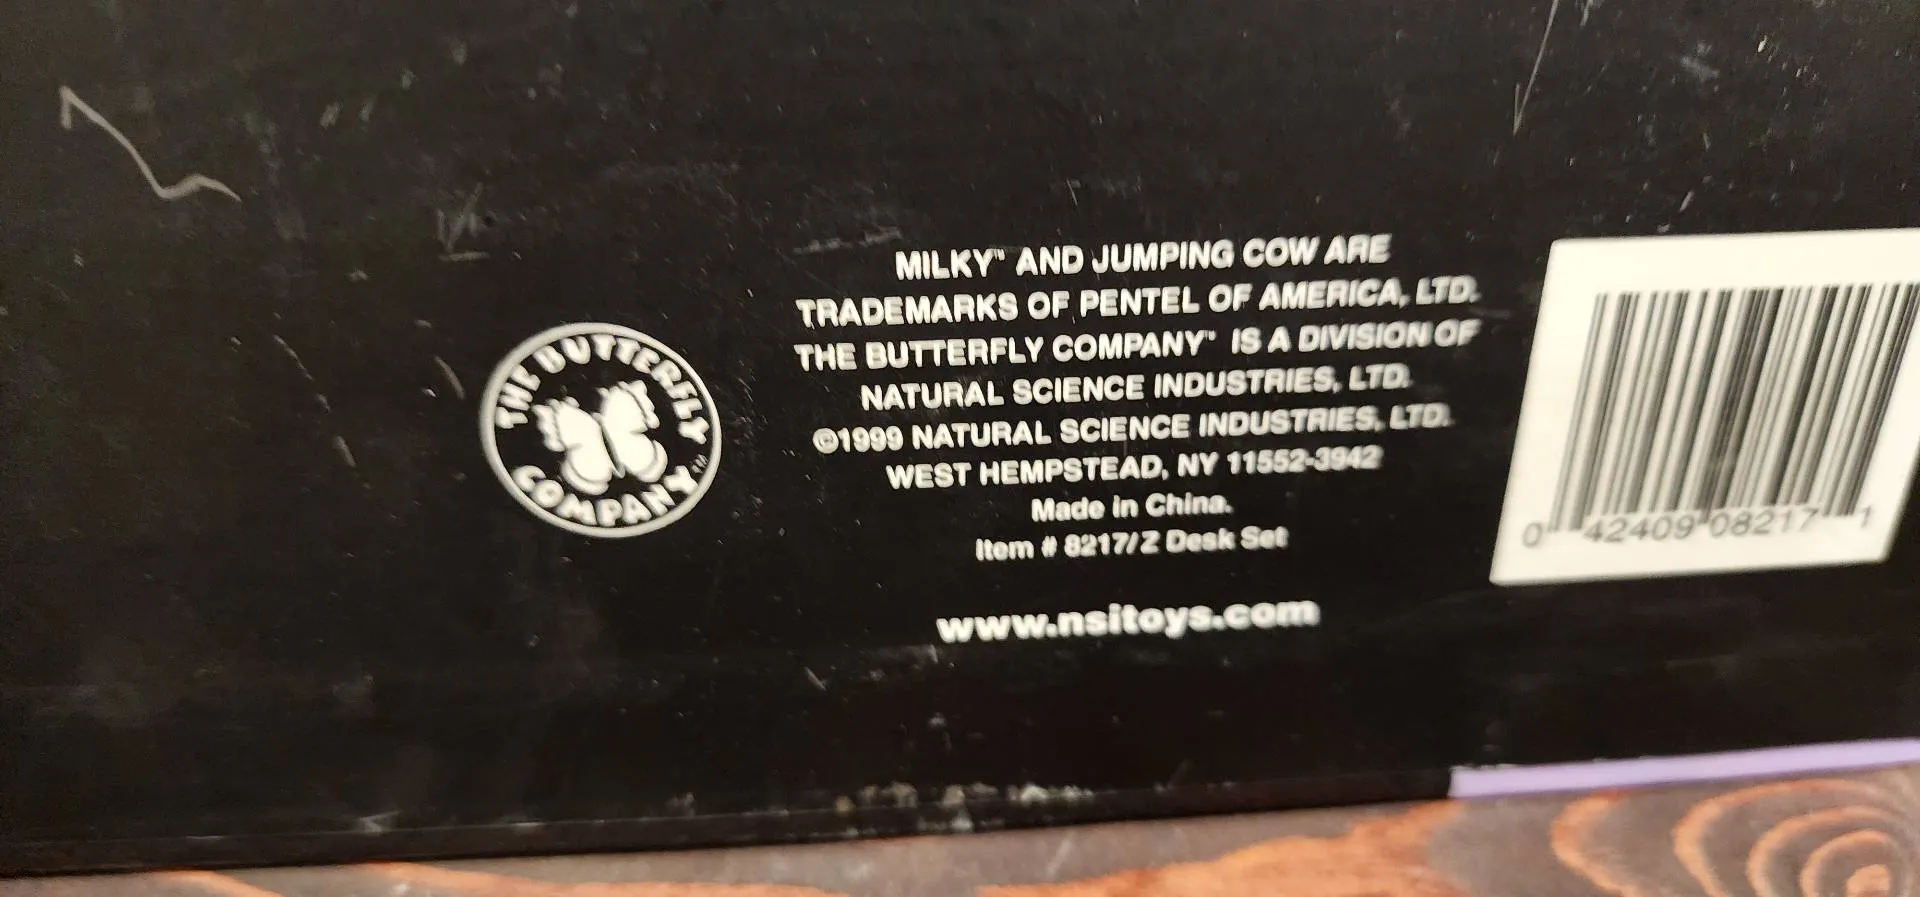 THE BUTTERFLY
COMPANY™
MILKY™ AND JUMPING COW ARE
TRADEMARKS OF PENTEL OF AMERICA, LTD.
THE BUTTERFLY COMPANY™ IS A DIVISION OF
NATURAL SCIENCE INDUSTRIES, LTD.
©1999 NATURAL SCIENCE INDUSTRIES, LTD.
WEST HEMPSTEAD, NY 11552-3942
Made in China.
Item # 8217/Z Desk Set
www.nsitoys.com
0 42409 08217 1